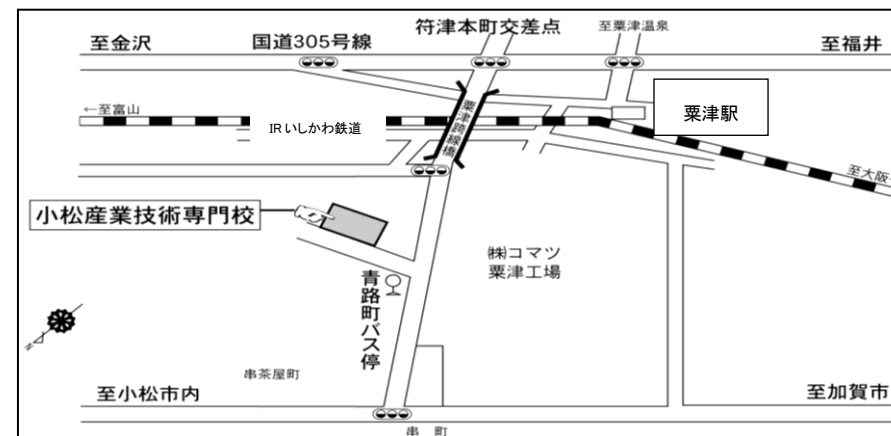 符津本町交差点
至粟津温泉
至金沢
国道305号線
至福井
←至富山
粟津駅
IRいしかわ鉄道
粟津跨線橋
至大阪
小松産業技術専門校
㈱コマツ
粟津工場
青路町バス停
N
串茶屋町
至小松市内
至加賀市
串 町